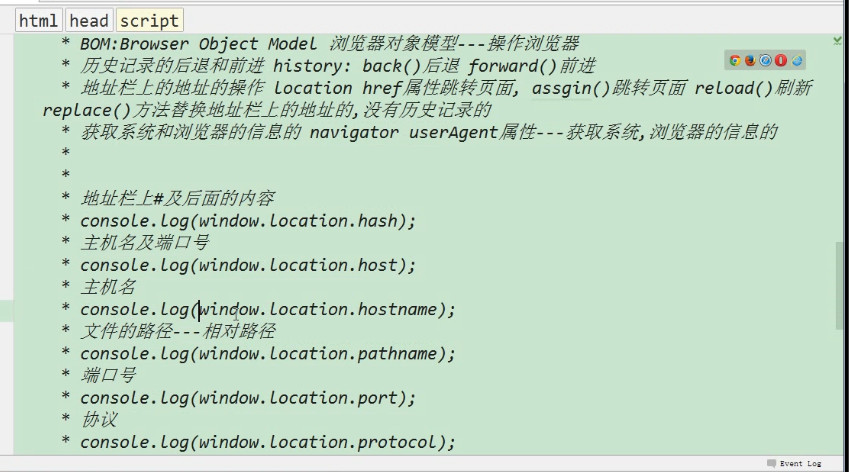 html head script
* BOM:Browser Object Model 浏览器对象模型---操作浏览器
* 历史记录的后退和前进 history: back()后退 forward()前进
* 地址栏上的地址的操作 location href属性跳转页面, assgin()跳转页面 reload()刷新
replace()方法替换地址栏上的地址的,没有历史记录的
* 获取系统和浏览器的信息的 navigator userAgent属性---获取系统,浏览器的信息的
*
*
* 地址栏上#及后面的内容
* console.log(window.location.hash);
* 主机名及端口号
* console.log(window.location.host);
* 主机名
* console.log(window.location.hostname);
* 文件的路径---相对路径
* console.log(window.location.pathname);
* 端口号
* console.log(window.location.port);
* 协议
* console.log(window.location.protocol);
Event Log